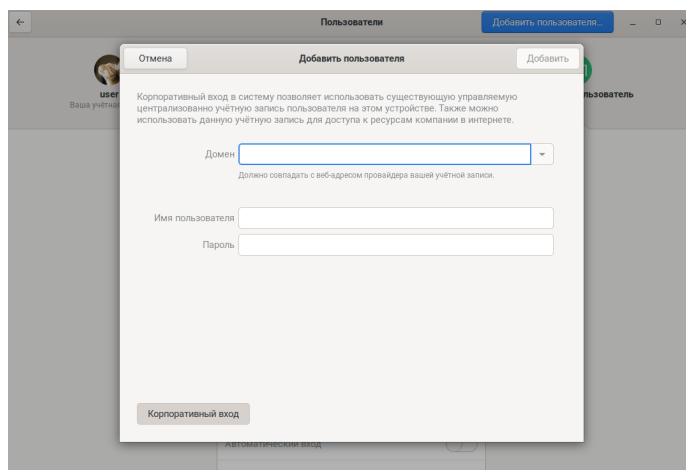 Пользователи
Добавить пользователя...
Отмена
Добавить пользователя
Добавить
user
Ваша учётная
Корпоративный вход в систему позволяет использовать существующую управляемую
централизованно учётную запись пользователя на этом устройстве. Также можно
использовать данную учётную запись для доступа к ресурсам компании в интернете.
Домен
Должно совпадать с веб-адресом провайдера вашей учётной записи.
Имя пользователя
Пароль
Корпоративный вход
Автоматический вход